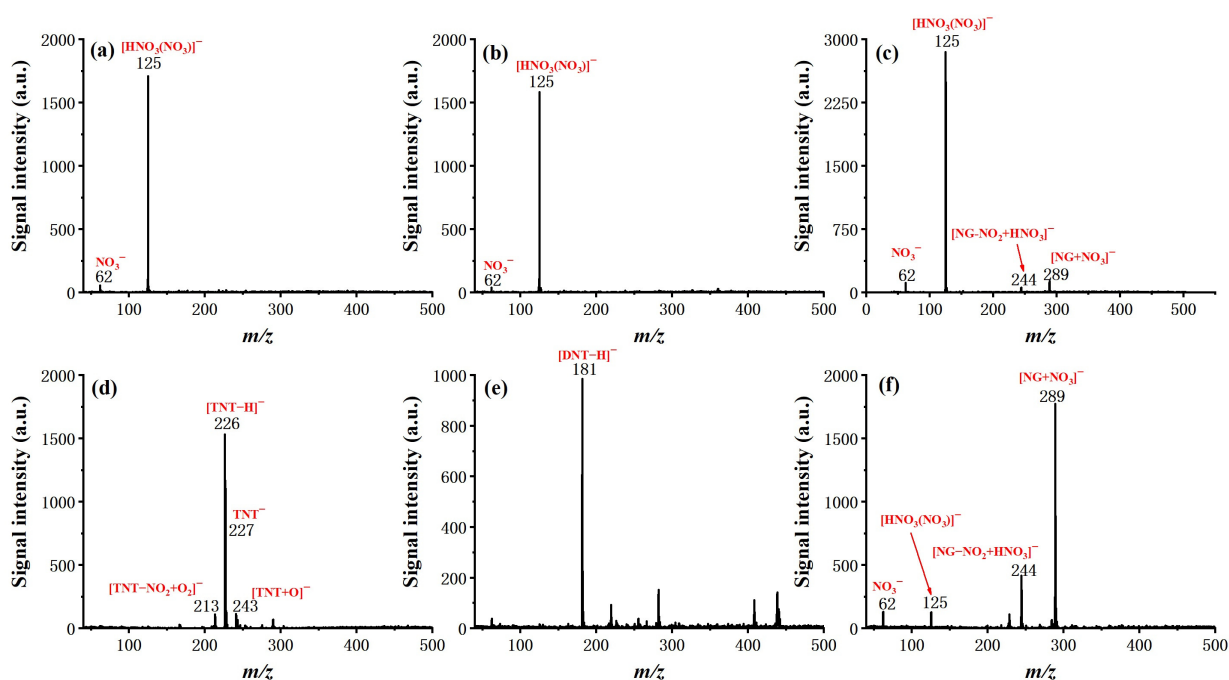 (a)
[HNO₃(NO₃)]⁻
125
NO₃⁻
62
Signal intensity (a.u.)
2000
1500
1000
500
0
100
200
300
400
500
m/z
(b)
[HNO₃(NO₃)]⁻
125
NO₃⁻
62
Signal intensity (a.u.)
2000
1500
1000
500
0
100
200
300
400
500
m/z
(c)
[HNO₃(NO₃)]⁻
125
[NG-NO₂+HNO₃]⁻
244
[NG+NO₃]⁻
289
NO₃⁻
62
Signal intensity (a.u.)
3000
2250
1500
750
0
0
100
200
300
400
500
m/z
(d)
[TNT−H]⁻
226
TNT⁻
227
[TNT−NO₂+O₂]⁻
213
[TNT+O]⁻
243
Signal intensity (a.u.)
2000
1500
1000
500
0
100
200
300
400
500
m/z
(e)
[DNT−H]⁻
181
Signal intensity (a.u.)
1000
800
600
400
200
0
100
200
300
400
500
m/z
(f)
[NG+NO₃]⁻
289
[HNO₃(NO₃)]⁻
125
[NG−NO₂+HNO₃]⁻
244
NO₃⁻
62
Signal intensity (a.u.)
2000
1500
1000
500
0
100
200
300
400
500
m/z